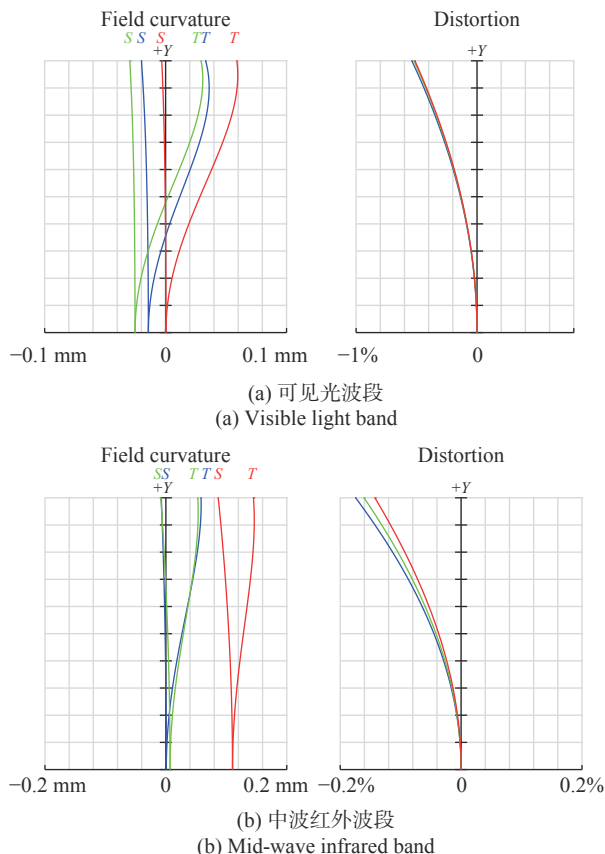 Field curvature
Distortion
S S S TT T
+Y
+Y
−0.1 mm 0 0.1 mm
−1% 0
(a) 可见光波段
(a) Visible light band
Field curvature
Distortion
SS T T S T
+Y
+Y
−0.2 mm 0 0.2 mm
−0.2% 0 0.2%
(b) 中波红外波段
(b) Mid-wave infrared band